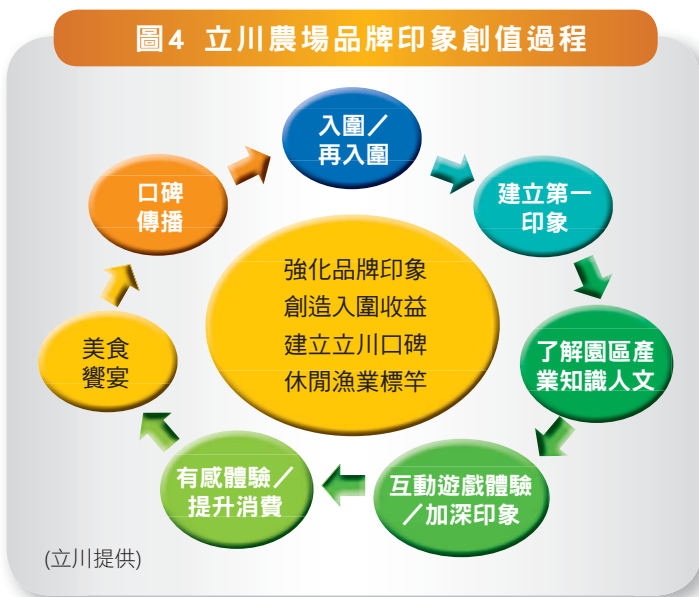 圖4 立川農場品牌印象創值過程
入圍／
再入圍
建立第一
印象
了解園區產
業知識人文
互動遊戲體驗
／加深印象
有感體驗／
提升消費
美食
饗宴
口碑
傳播
強化品牌印象
創造入圍收益
建立立川口碑
休閒漁業標竿
(立川提供)